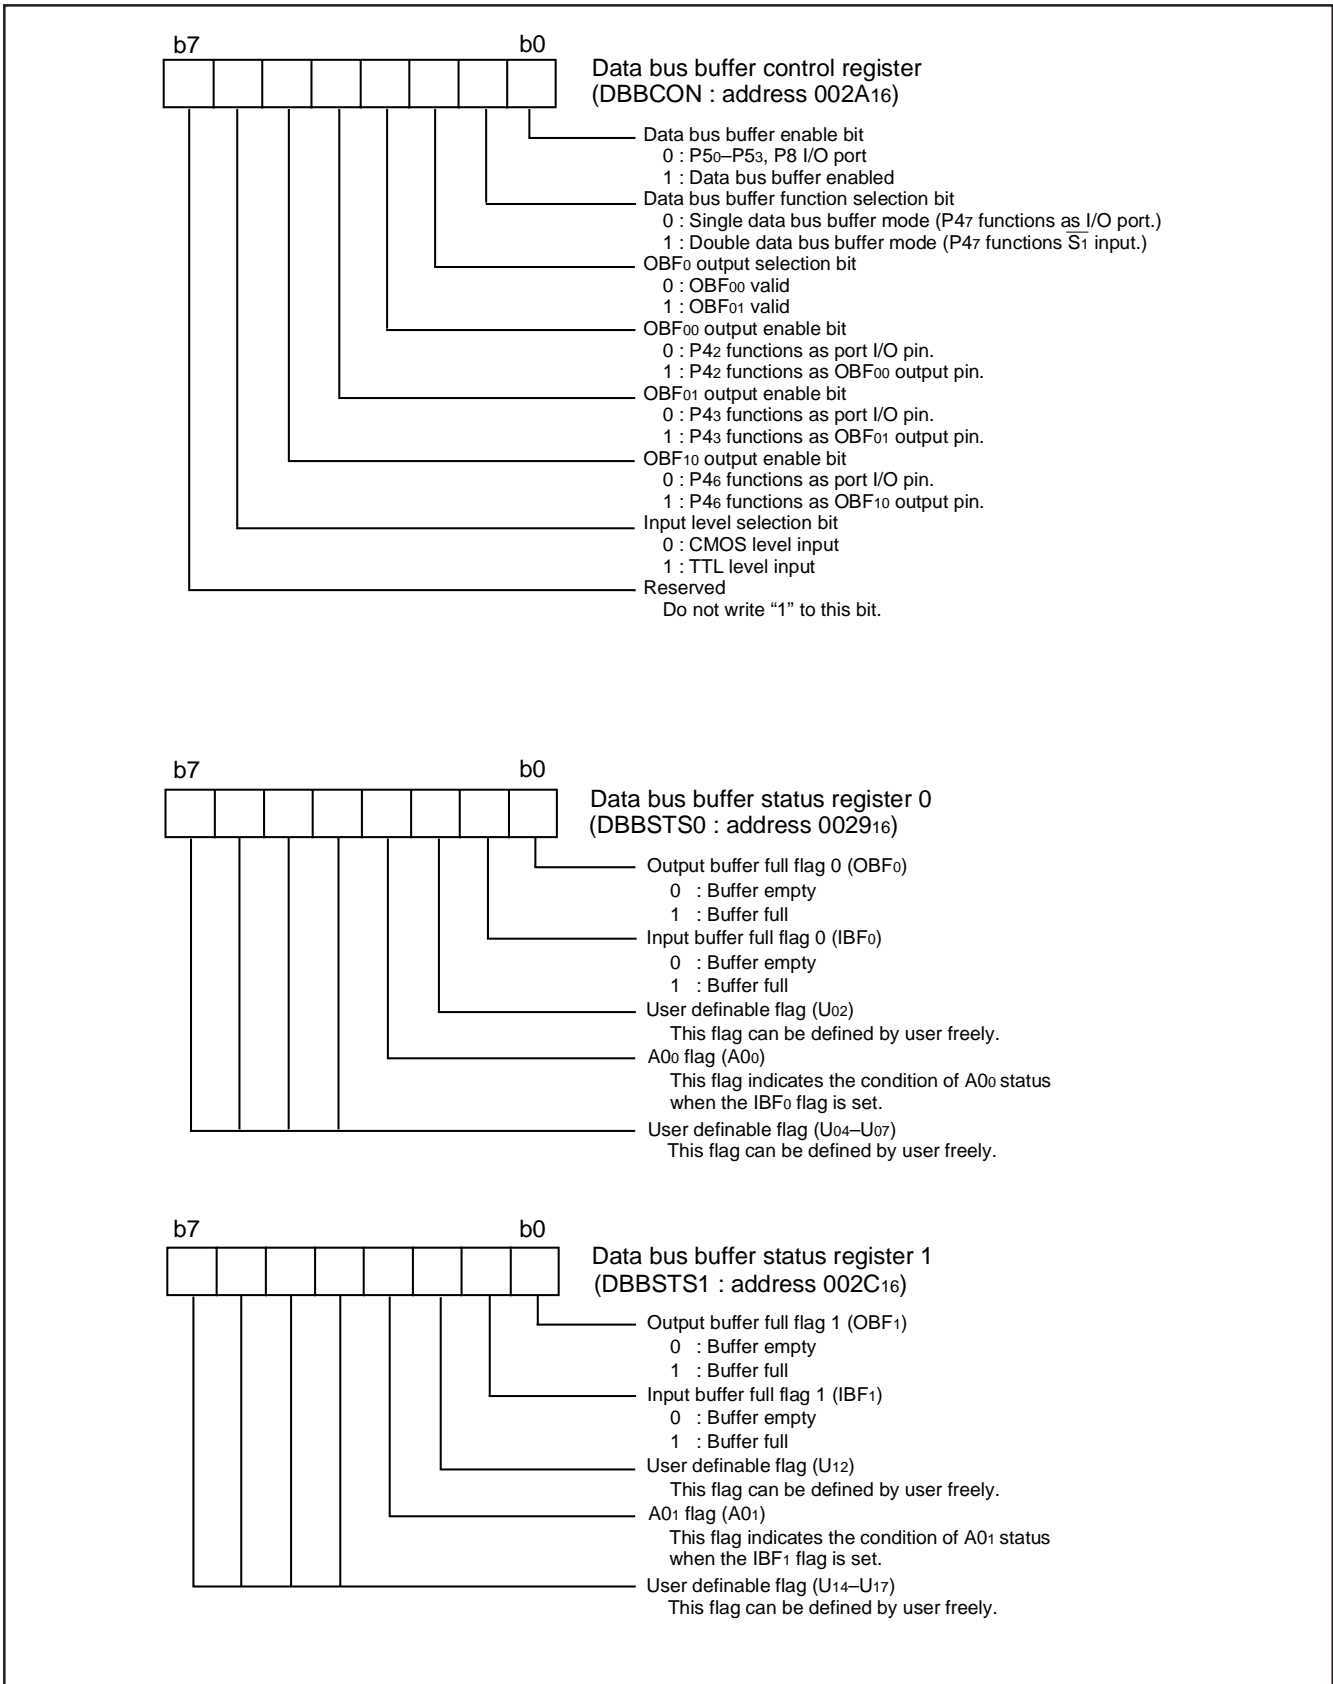 b7 b0
Data bus buffer control register
(DBBCON : address 002A16)
Data bus buffer enable bit
0 : P50–P53, P8 I/O port
1 : Data bus buffer enabled
Data bus buffer function selection bit
0 : Single data bus buffer mode (P47 functions as I/O port.)
1 : Double data bus buffer mode (P47 functions S̅1̅ input.)
OBF0 output selection bit
0 : OBF00 valid
1 : OBF01 valid
OBF00 output enable bit
0 : P42 functions as port I/O pin.
1 : P42 functions as OBF00 output pin.
OBF01 output enable bit
0 : P43 functions as port I/O pin.
1 : P43 functions as OBF01 output pin.
OBF10 output enable bit
0 : P46 functions as port I/O pin.
1 : P46 functions as OBF10 output pin.
Input level selection bit
0 : CMOS level input
1 : TTL level input
Reserved
Do not write “1” to this bit.
b7 b0
Data bus buffer status register 0
(DBBSTS0 : address 002916)
Output buffer full flag 0 (OBF0)
0 : Buffer empty
1 : Buffer full
Input buffer full flag 0 (IBF0)
0 : Buffer empty
1 : Buffer full
User definable flag (U02)
This flag can be defined by user freely.
A00 flag (A00)
This flag indicates the condition of A00 status
when the IBF0 flag is set.
User definable flag (U04–U07)
This flag can be defined by user freely.
b7 b0
Data bus buffer status register 1
(DBBSTS1 : address 002C16)
Output buffer full flag 1 (OBF1)
0 : Buffer empty
1 : Buffer full
Input buffer full flag 1 (IBF1)
0 : Buffer empty
1 : Buffer full
User definable flag (U12)
This flag can be defined by user freely.
A01 flag (A01)
This flag indicates the condition of A01 status
when the IBF1 flag is set.
User definable flag (U14–U17)
This flag can be defined by user freely.